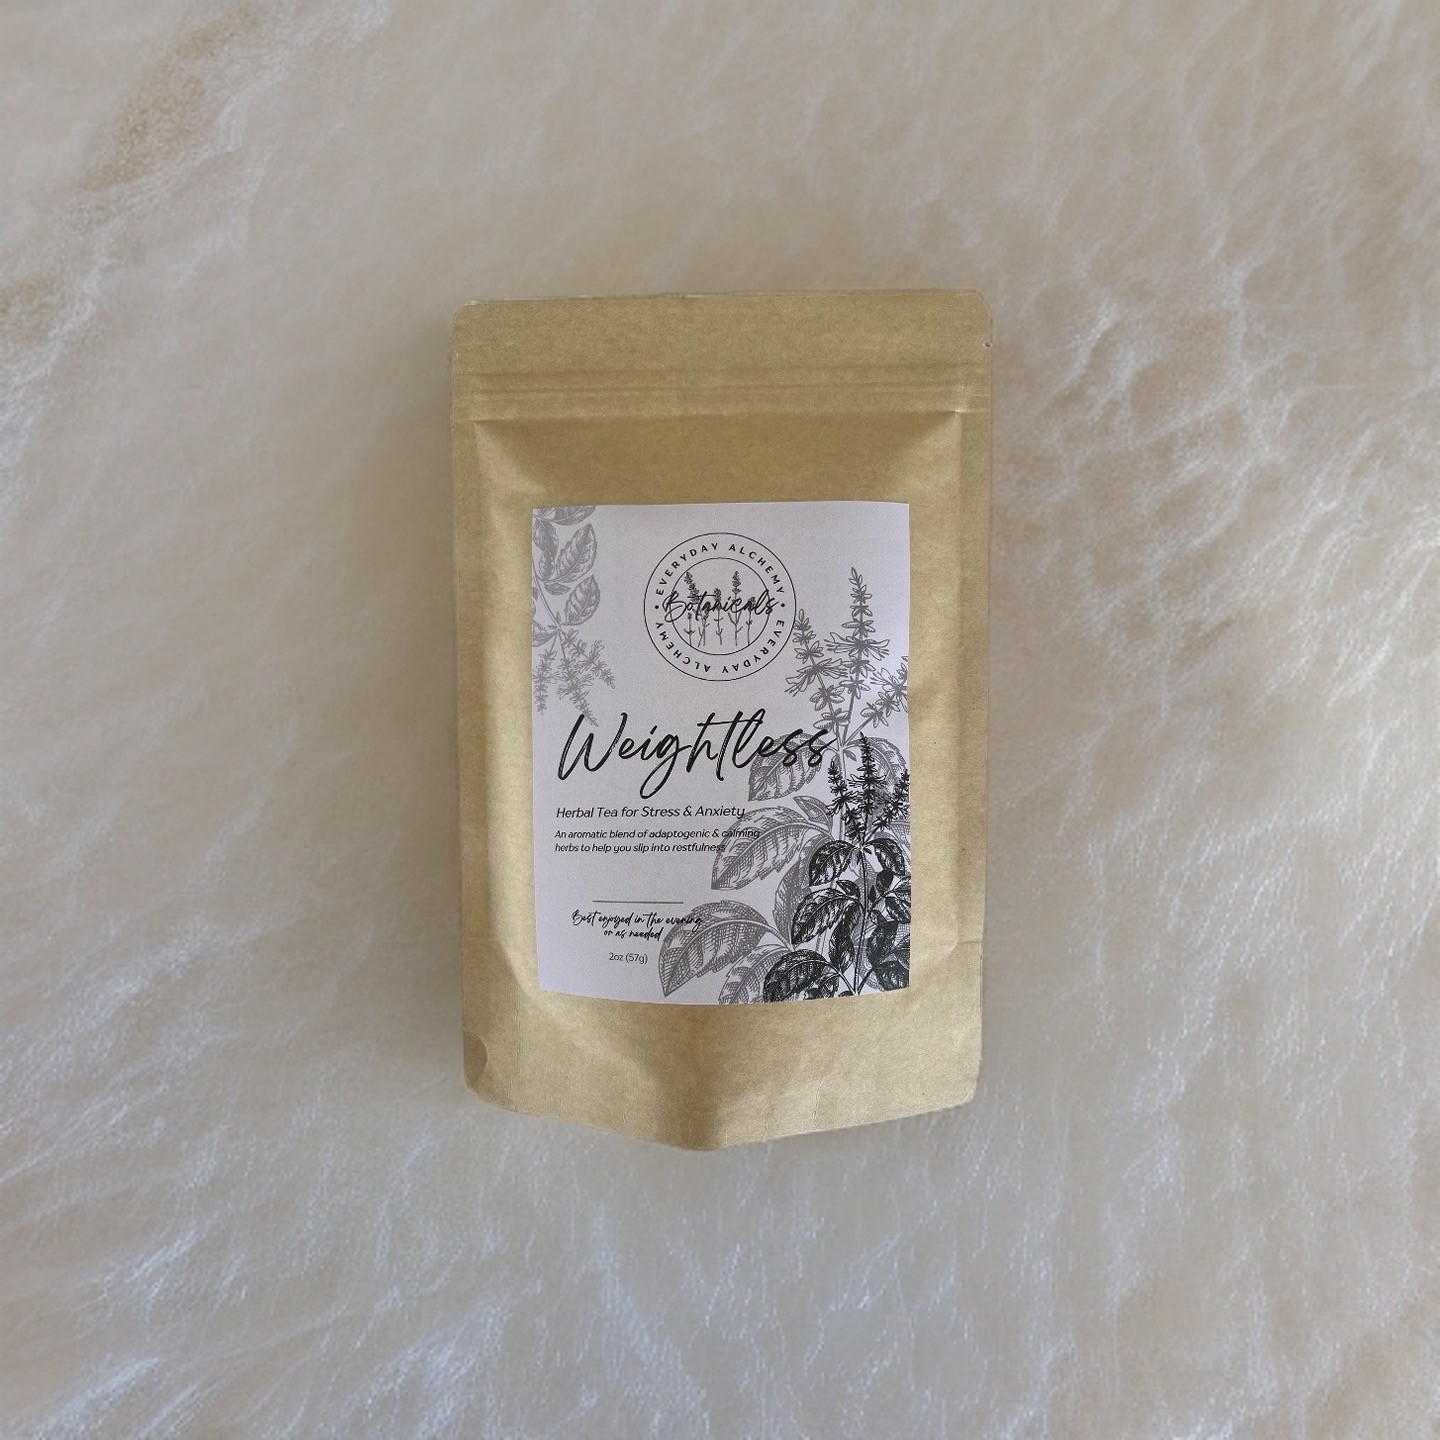 • EVERYDAY ALCHEMY • EVERYDAY ALCHEMY
Botanicals
Weightless
Herbal Tea for Stress & Anxiety
An aromatic blend of adaptogenic & calming
herbs to help you slip into restfulness
Best enjoyed in the evening
or as needed
2oz (57g)